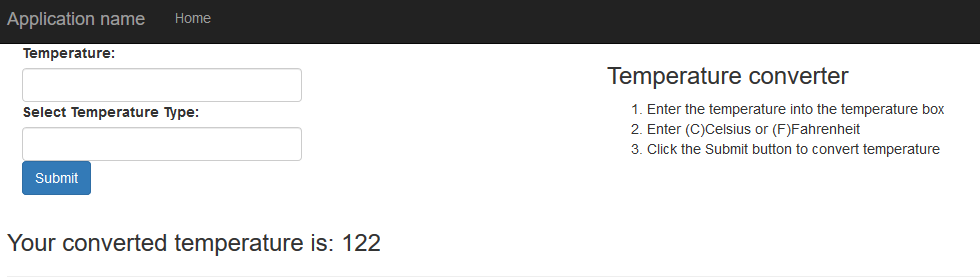 Application name Home
Temperature:
Select Temperature Type:
Submit
Temperature converter
1. Enter the temperature into the temperature box
2. Enter (C)Celsius or (F)Fahrenheit
3. Click the Submit button to convert temperature
Your converted temperature is: 122